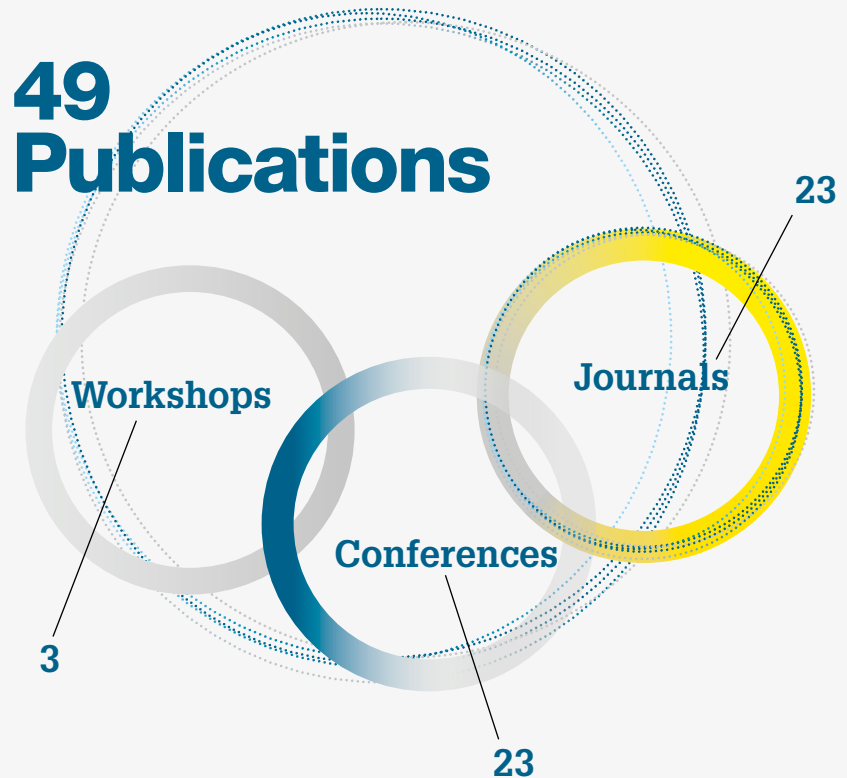 49
Publications
23
Journals
Workshops
Conferences
3
23